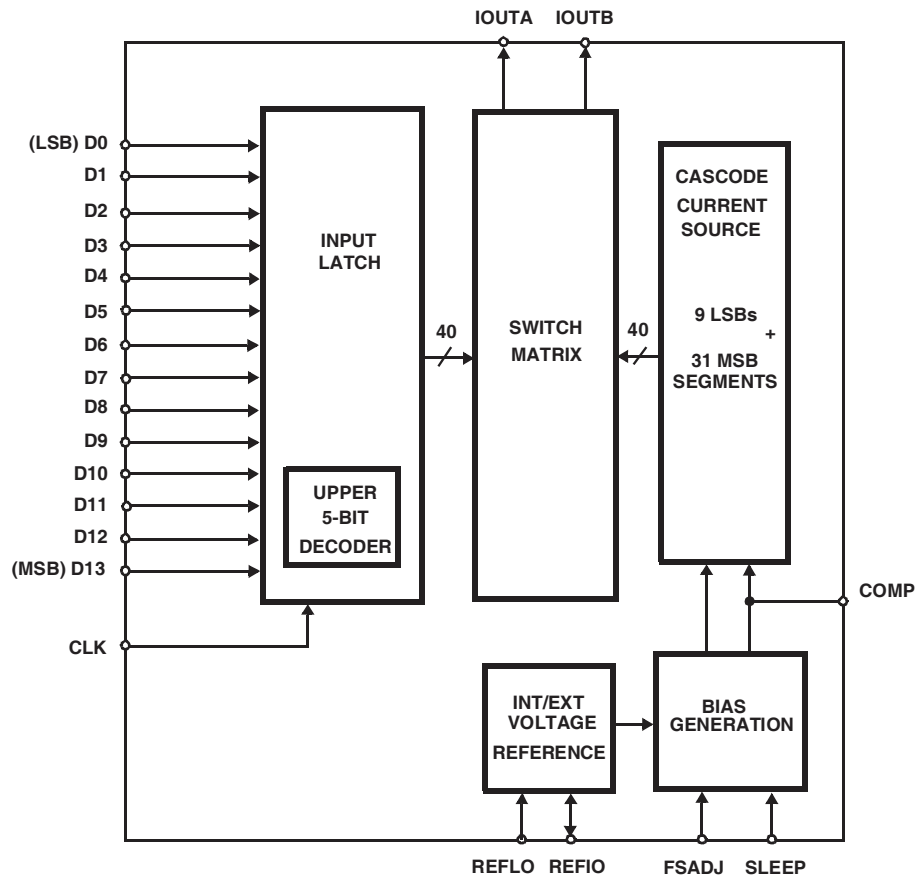 IOUTA IOUTB
(LSB) D0
D1
D2
D3
D4
D5
D6
D7
D8
D9
D10
D11
D12
(MSB) D13
CLK
INPUT
LATCH
UPPER
5-BIT
DECODER
40
SWITCH
MATRIX
40
CASCODE
CURRENT
SOURCE
9 LSBs
+
31 MSB
SEGMENTS
COMP
INT/EXT
VOLTAGE
REFERENCE
BIAS
GENERATION
REFLO REFIO FSADJ SLEEP